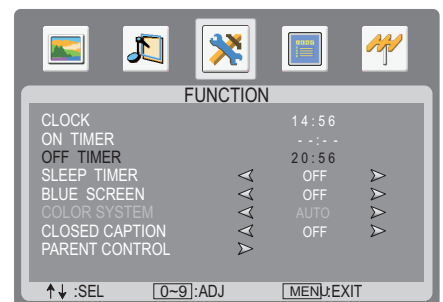 FUNCTION
CLOCK 14:56
ON TIMER --:--
OFF TIMER 20:56
SLEEP TIMER OFF
BLUE SCREEN OFF
COLOR SYSTEM AUTO
CLOSED CAPTION OFF
PARENT CONTROL
:SEL 0~9:ADJ MENU:EXIT